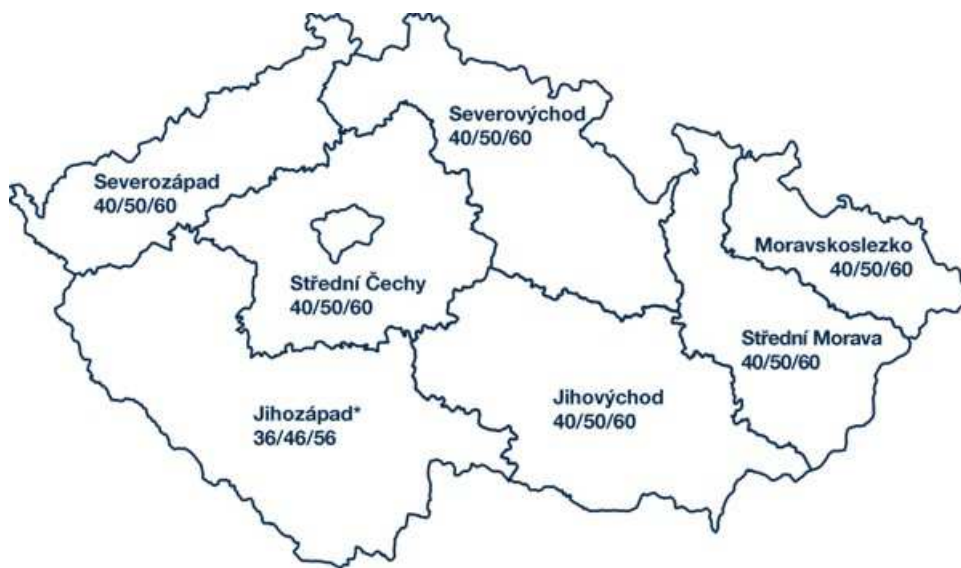 Severovýchod
40/50/60
Severozápad
40/50/60
Moravskoslezko
40/50/60
Střední Čechy
40/50/60
Střední Morava
40/50/60
Jihovýchod
40/50/60
Jihozápad*
36/46/56